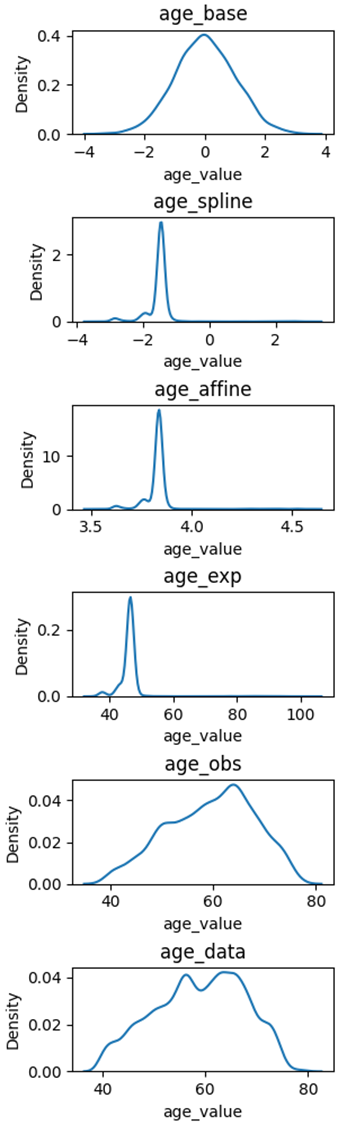 age_base
0.4
0.2
0.0
Density
−4 −2 0 2 4
age_value
age_spline
2
0
Density
−4 −2 0 2
age_value
age_affine
10
0
Density
3.5 4.0 4.5
age_value
age_exp
0.2
0.0
Density
40 60 80 100
age_value
age_obs
0.04
0.02
0.00
Density
40 60 80
age_value
age_data
0.04
0.02
0.00
Density
40 60 80
age_value